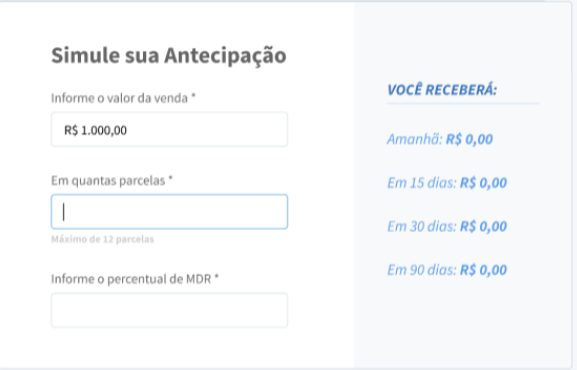 Simule sua Antecipação
Informe o valor da venda *
R$ 1.000,00
Em quantas parcelas *
Máximo de 12 parcelas
Informe o percentual de MDR *
VOCÊ RECEBERÁ:
Amanhã: R$ 0,00
Em 15 dias: R$ 0,00
Em 30 dias: R$ 0,00
Em 90 dias: R$ 0,00